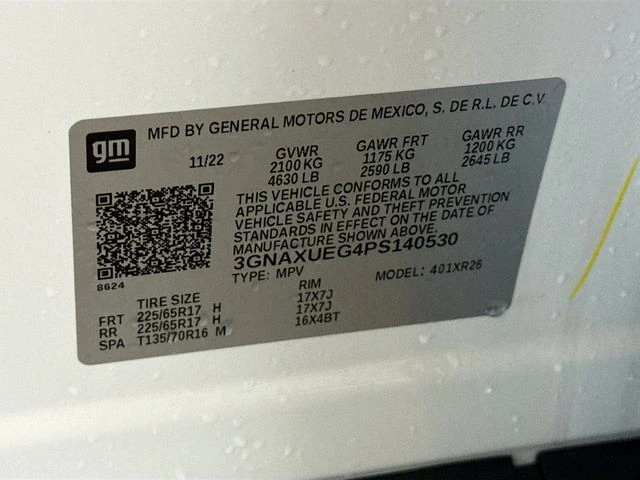 gm
MFD BY GENERAL MOTORS DE MEXICO, S. DE R.L. DE C.V
11/22 GVWR GAWR FRT GAWR RR
2100 KG 1175 KG 1200 KG
4630 LB 2590 LB 2645 LB
THIS VEHICLE CONFORMS TO ALL
APPLICABLE U.S. FEDERAL MOTOR
VEHICLE SAFETY AND THEFT PREVENTION
STANDARDS IN EFFECT ON THE DATE OF
MANUFACTURE SHOWN ABOVE.
3GNAXUEG4PS140530
TYPE: MPV MODEL: 401XR26
8624
TIRE SIZE RIM
FRT 225/65R17 H 17X7J
RR 225/65R17 H 17X7J
SPA T135/70R16 M 16X4BT